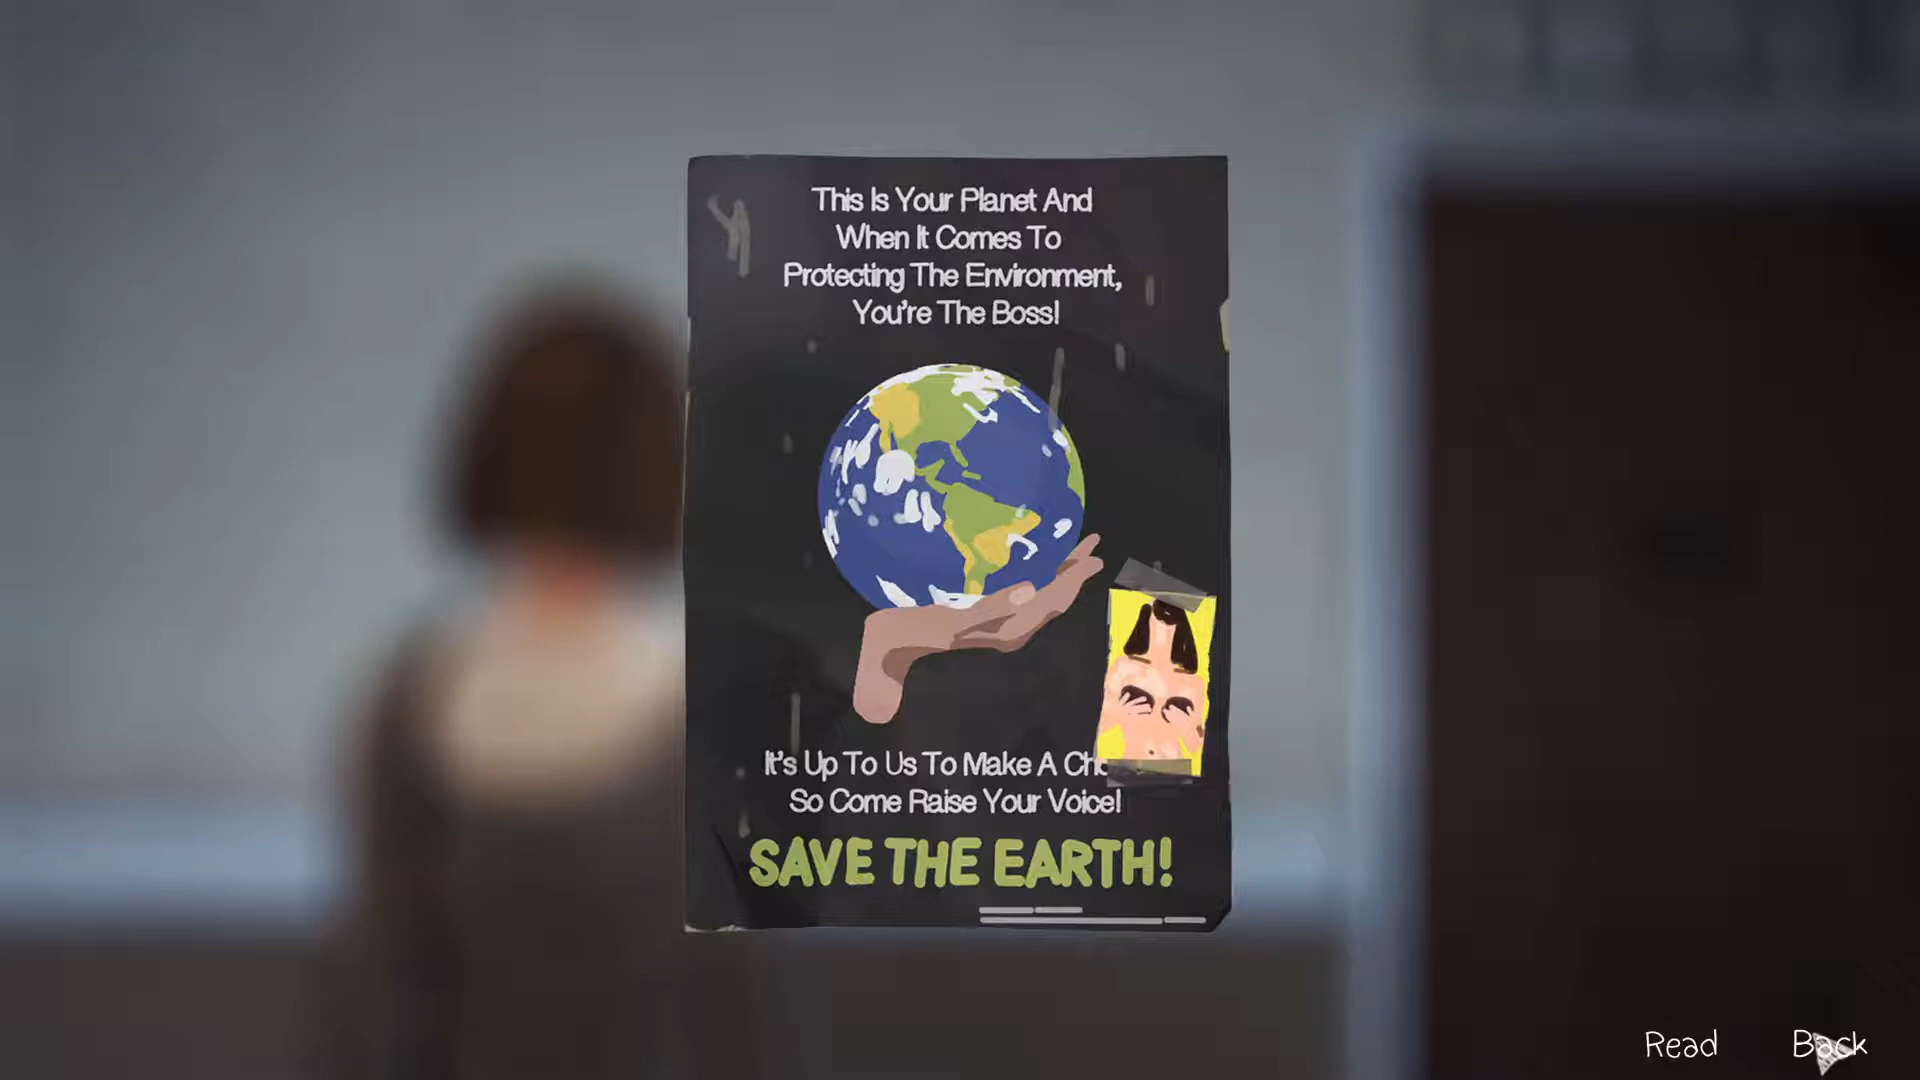 This Is Your Planet And
When It Comes To
Protecting The Environment,
You're The Boss!
It's Up To Us To Make A
So Come Raise Your Voice!
SAVE THE EARTH!
Read Back